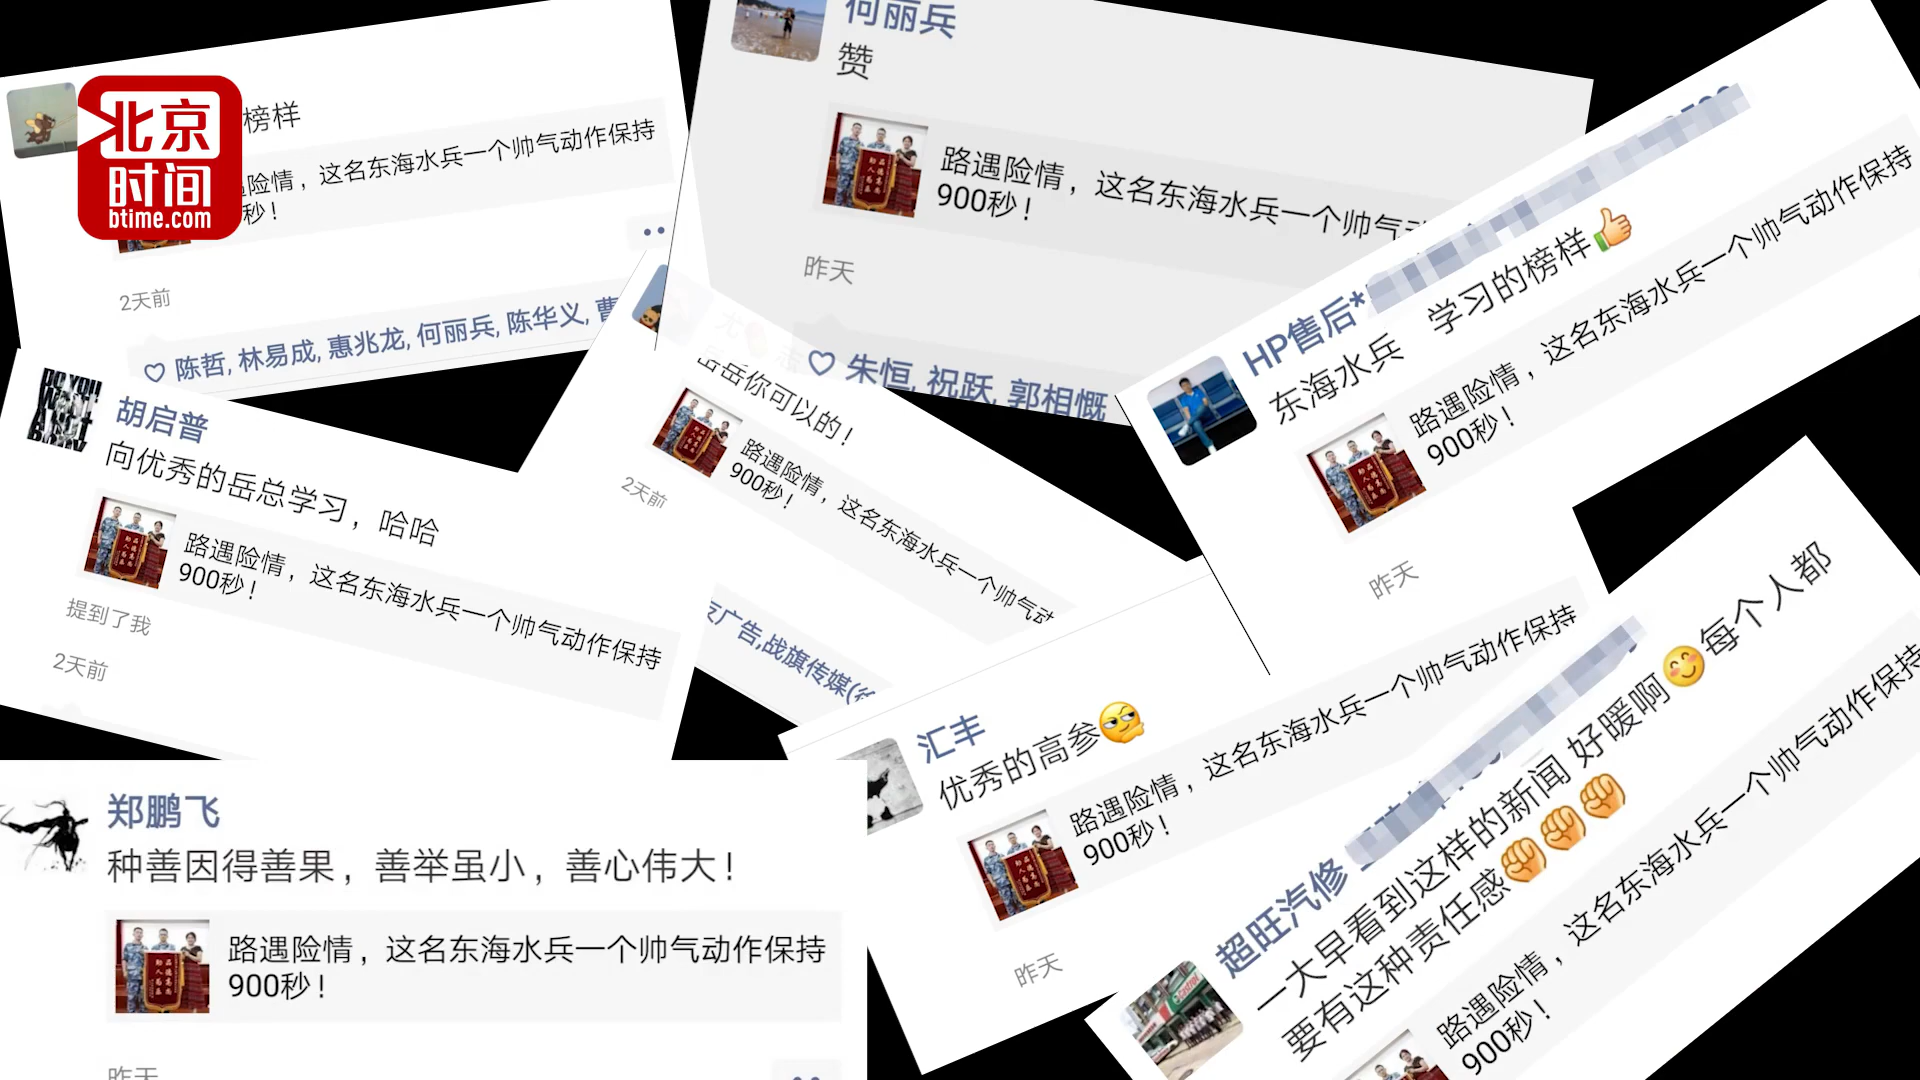 北京
时间
btime.com
榜样
险情，这名东海水兵一个帅气动作保持
秒！
2天前
陈哲, 林易成, 惠兆龙, 何丽兵, 陈华义, 曹
何丽兵
赞
路遇险情，这名东海水兵一个帅气动
900秒！
昨天
朱恒, 祝跃, 郭相慨
HP售后*
东海水兵 学习的榜样👍
路遇险情，这名东海水兵一个帅气动作保持
900秒！
昨天
胡启普
向优秀的岳总学习，哈哈
路遇险情，这名东海水兵一个帅气动作保持
900秒！
提到了我
2天前
岳岳你可以的！
路遇险情，这名东海水兵一个帅气动
900秒！
2天前
友广告,战旗传媒(
汇丰
优秀的高参
路遇险情，这名东海水兵一个帅气动作保持
900秒！
昨天
郑鹏飞
种善因得善果，善举虽小，善心伟大！
路遇险情，这名东海水兵一个帅气动作保持
900秒！
昨天
超旺汽修
一大早看到这样的新闻 好暖啊😊每个人都
要有这种责任感✊✊✊
路遇险情，这名东海水兵一个帅气动作保持
900秒！